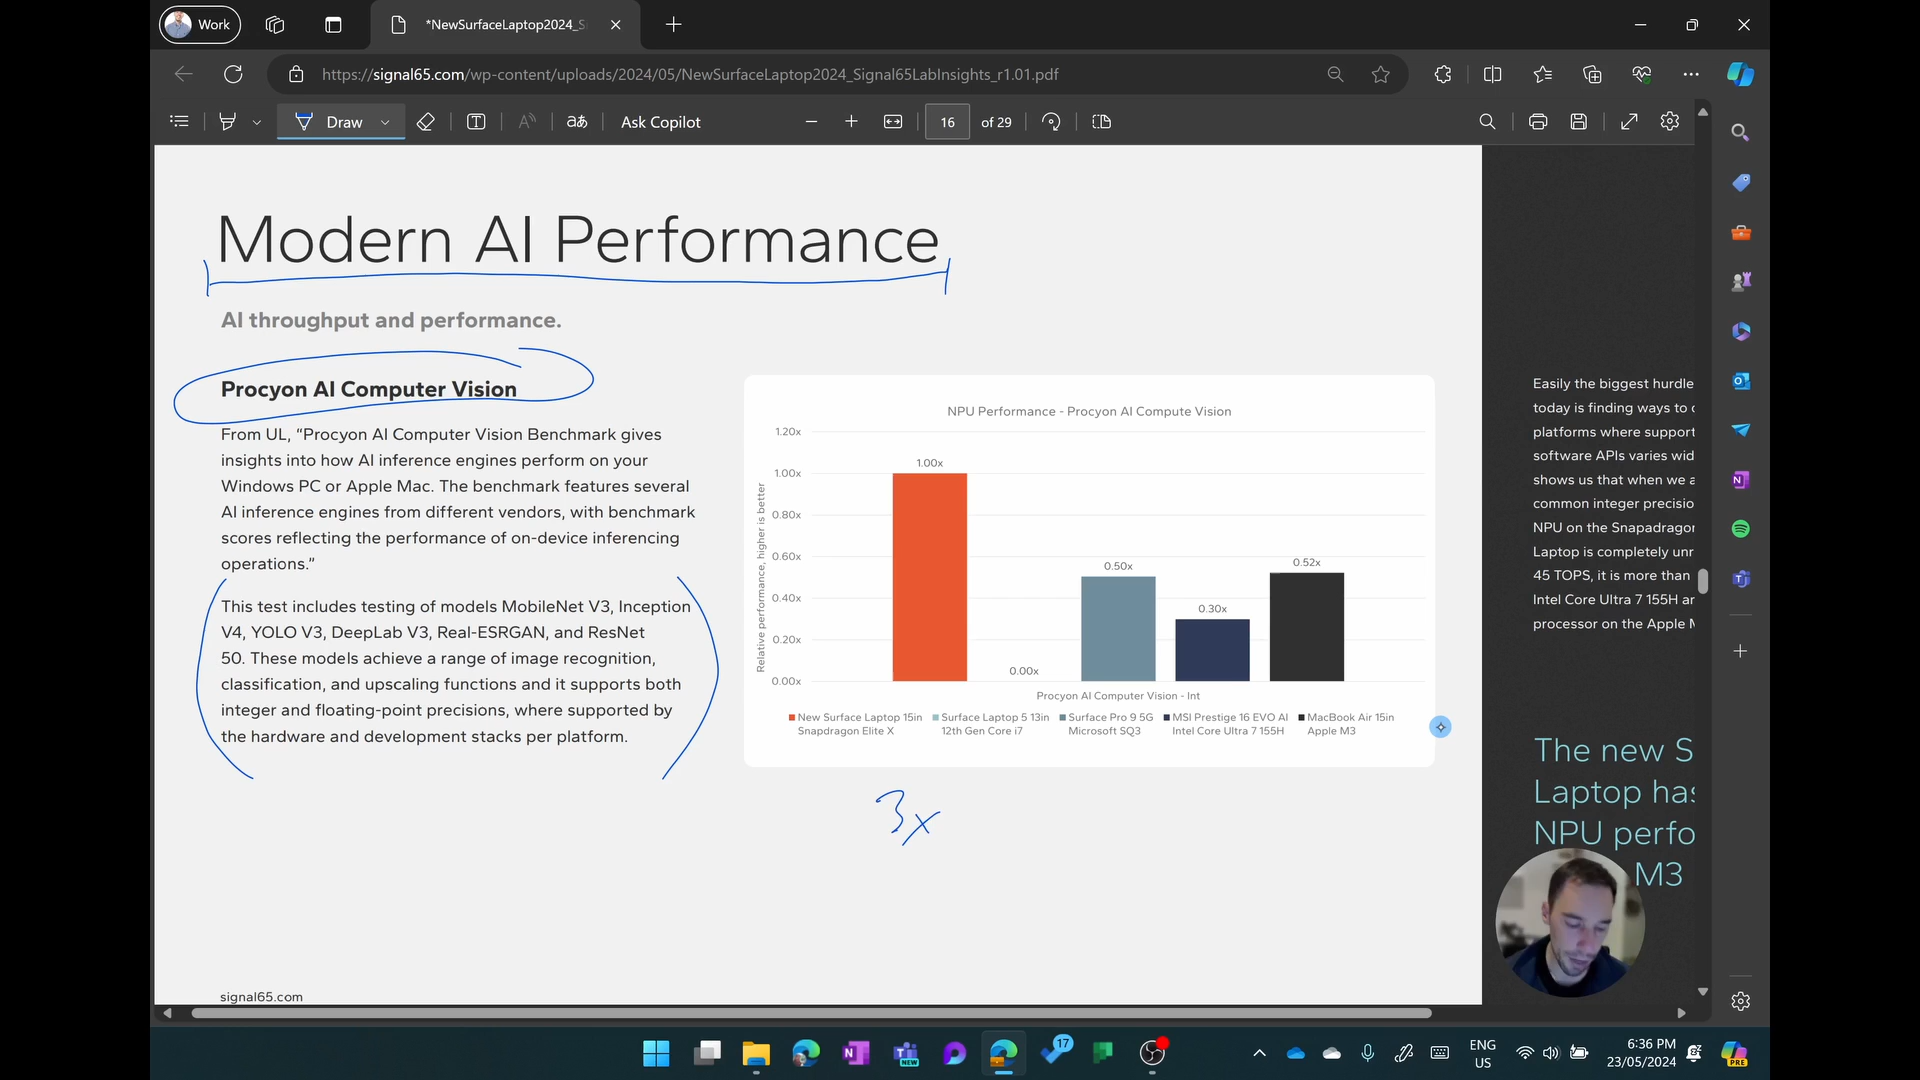 Work
*NewSurfaceLaptop2024_S
https://signal65.com/wp-content/uploads/2024/05/NewSurfaceLaptop2024_Signal65LabInsights_r1.01.pdf
Draw
Ask Copilot
16
of 29
Modern AI Performance
AI throughput and performance.
Procyon AI Computer Vision
From UL, “Procyon AI Computer Vision Benchmark gives
insights into how AI inference engines perform on your
Windows PC or Apple Mac. The benchmark features several
AI inference engines from different vendors, with benchmark
scores reflecting the performance of on-device inferencing
operations.”
This test includes testing of models MobileNet V3, Inception
V4, YOLO V3, DeepLab V3, Real-ESRGAN, and ResNet
50. These models achieve a range of image recognition,
classification, and upscaling functions and it supports both
integer and floating-point precisions, where supported by
the hardware and development stacks per platform.
signal65.com
NPU Performance - Procyon AI Compute Vision
Relative performance, higher is better
1.20x
1.00x
0.80x
0.60x
0.40x
0.20x
0.00x
1.00x
0.00x
0.50x
0.30x
0.52x
Procyon AI Computer Vision - Int
New Surface Laptop 15in
Snapdragon Elite X
Surface Laptop 5 13in
12th Gen Core i7
Surface Pro 9 5G
Microsoft SQ3
MSI Prestige 16 EVO AI
Intel Core Ultra 7 155H
MacBook Air 15in
Apple M3
3x
Easily the biggest hurdle
today is finding ways to c
platforms where support
software APIs varies wid
shows us that when we a
common integer precisio
NPU on the Snapadragor
Laptop is completely unr
45 TOPS, it is more than
Intel Core Ultra 7 155H ar
processor on the Apple M
The new S
Laptop has
NPU perfo
M3
17
ENG
US
6:36 PM
23/05/2024
PRE
NEW